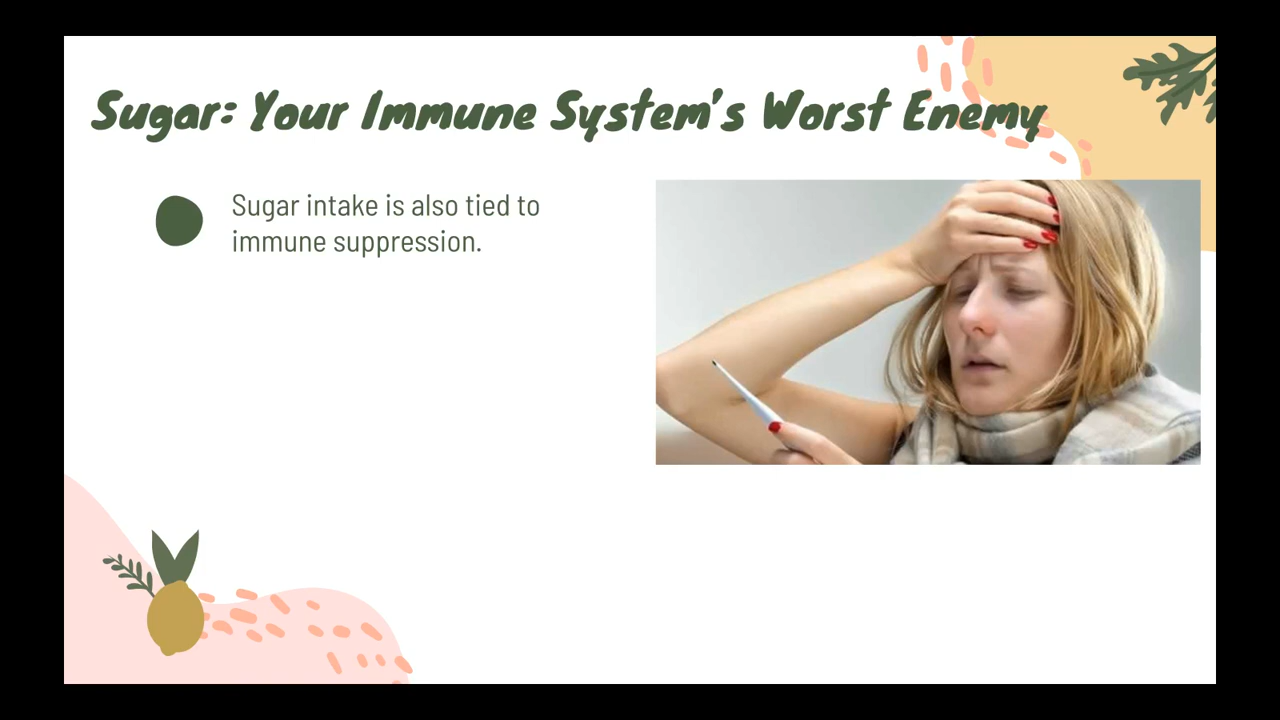 Sugar: Your Immune System's Worst Enemy
Sugar intake is also tied to
immune suppression.